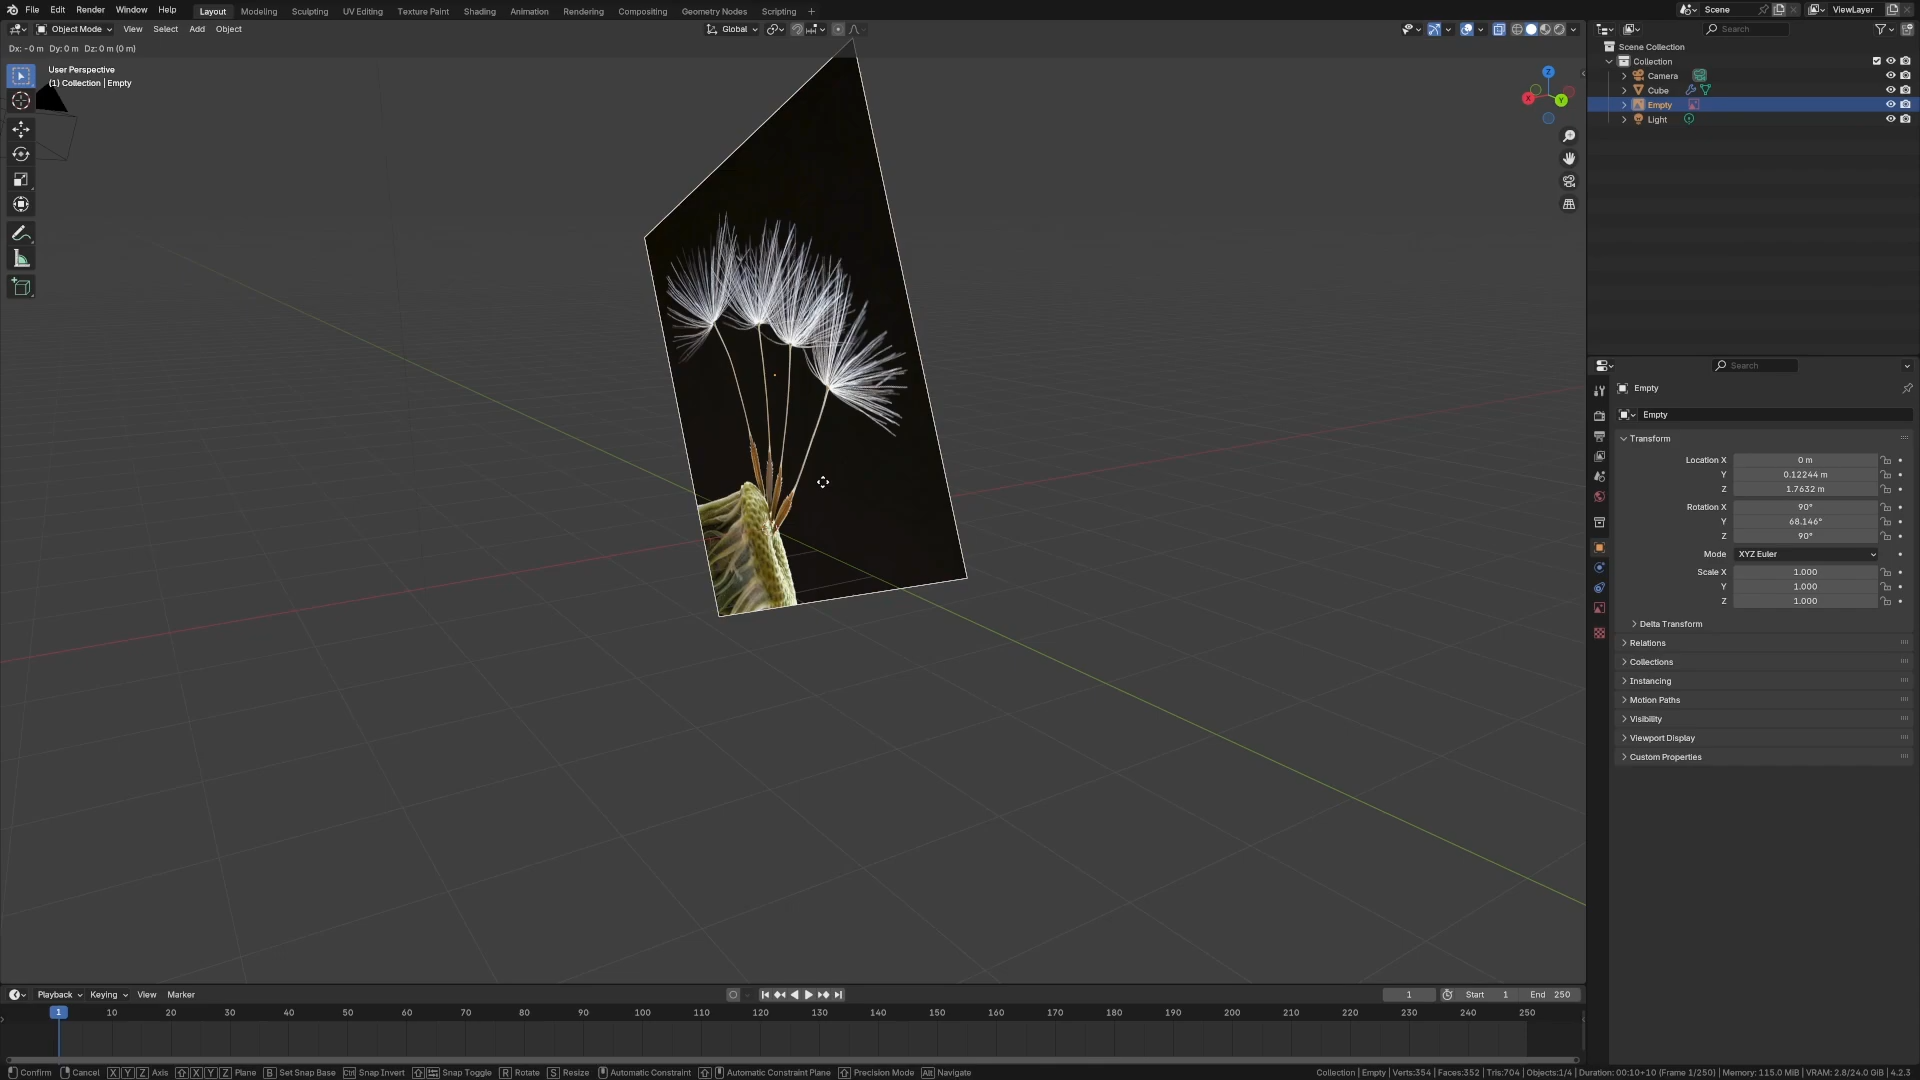 File Edit Render Window Help Layout Modeling Sculpting UV Editing Texture Paint Shading Animation Rendering Compositing Geometry Nodes Scripting + Scene ViewLayer
Object Mode View Select Add Object Global
Dx: -0 m Dy: 0 m Dz: 0 m (0 m)
User Perspective
(1) Collection | Empty
Z
X
Y
Search
Scene Collection
Collection
Camera
Cube
Empty
Light
Search
Empty
Empty
Transform
Location X 0 m
Y 0.12244 m
Z 1.7632 m
Rotation X 90°
Y 68.146°
Z 90°
Mode XYZ Euler
Scale X 1.000
Y 1.000
Z 1.000
Delta Transform
Relations
Collections
Instancing
Motion Paths
Visibility
Viewport Display
Custom Properties
Playback Keying View Marker 1 Start 1 End 250
1 10 20 30 40 50 60 70 80 90 100 110 120 130 140 150 160 170 180 190 200 210 220 230 240 250
Confirm Cancel X Y Z Axis X Y Z Plane B Set Snap Base Ctrl Snap Invert Snap Toggle R Rotate S Resize Automatic Constraint Automatic Constraint Plane Precision Mode Alt Navigate Collection | Empty | Verts:354 | Faces:352 | Tris:704 | Objects:1/4 | Duration: 00:10+10 (Frame 1/250) | Memory: 115.0 MiB | VRAM: 2.8/24.0 GiB | 4.2.3